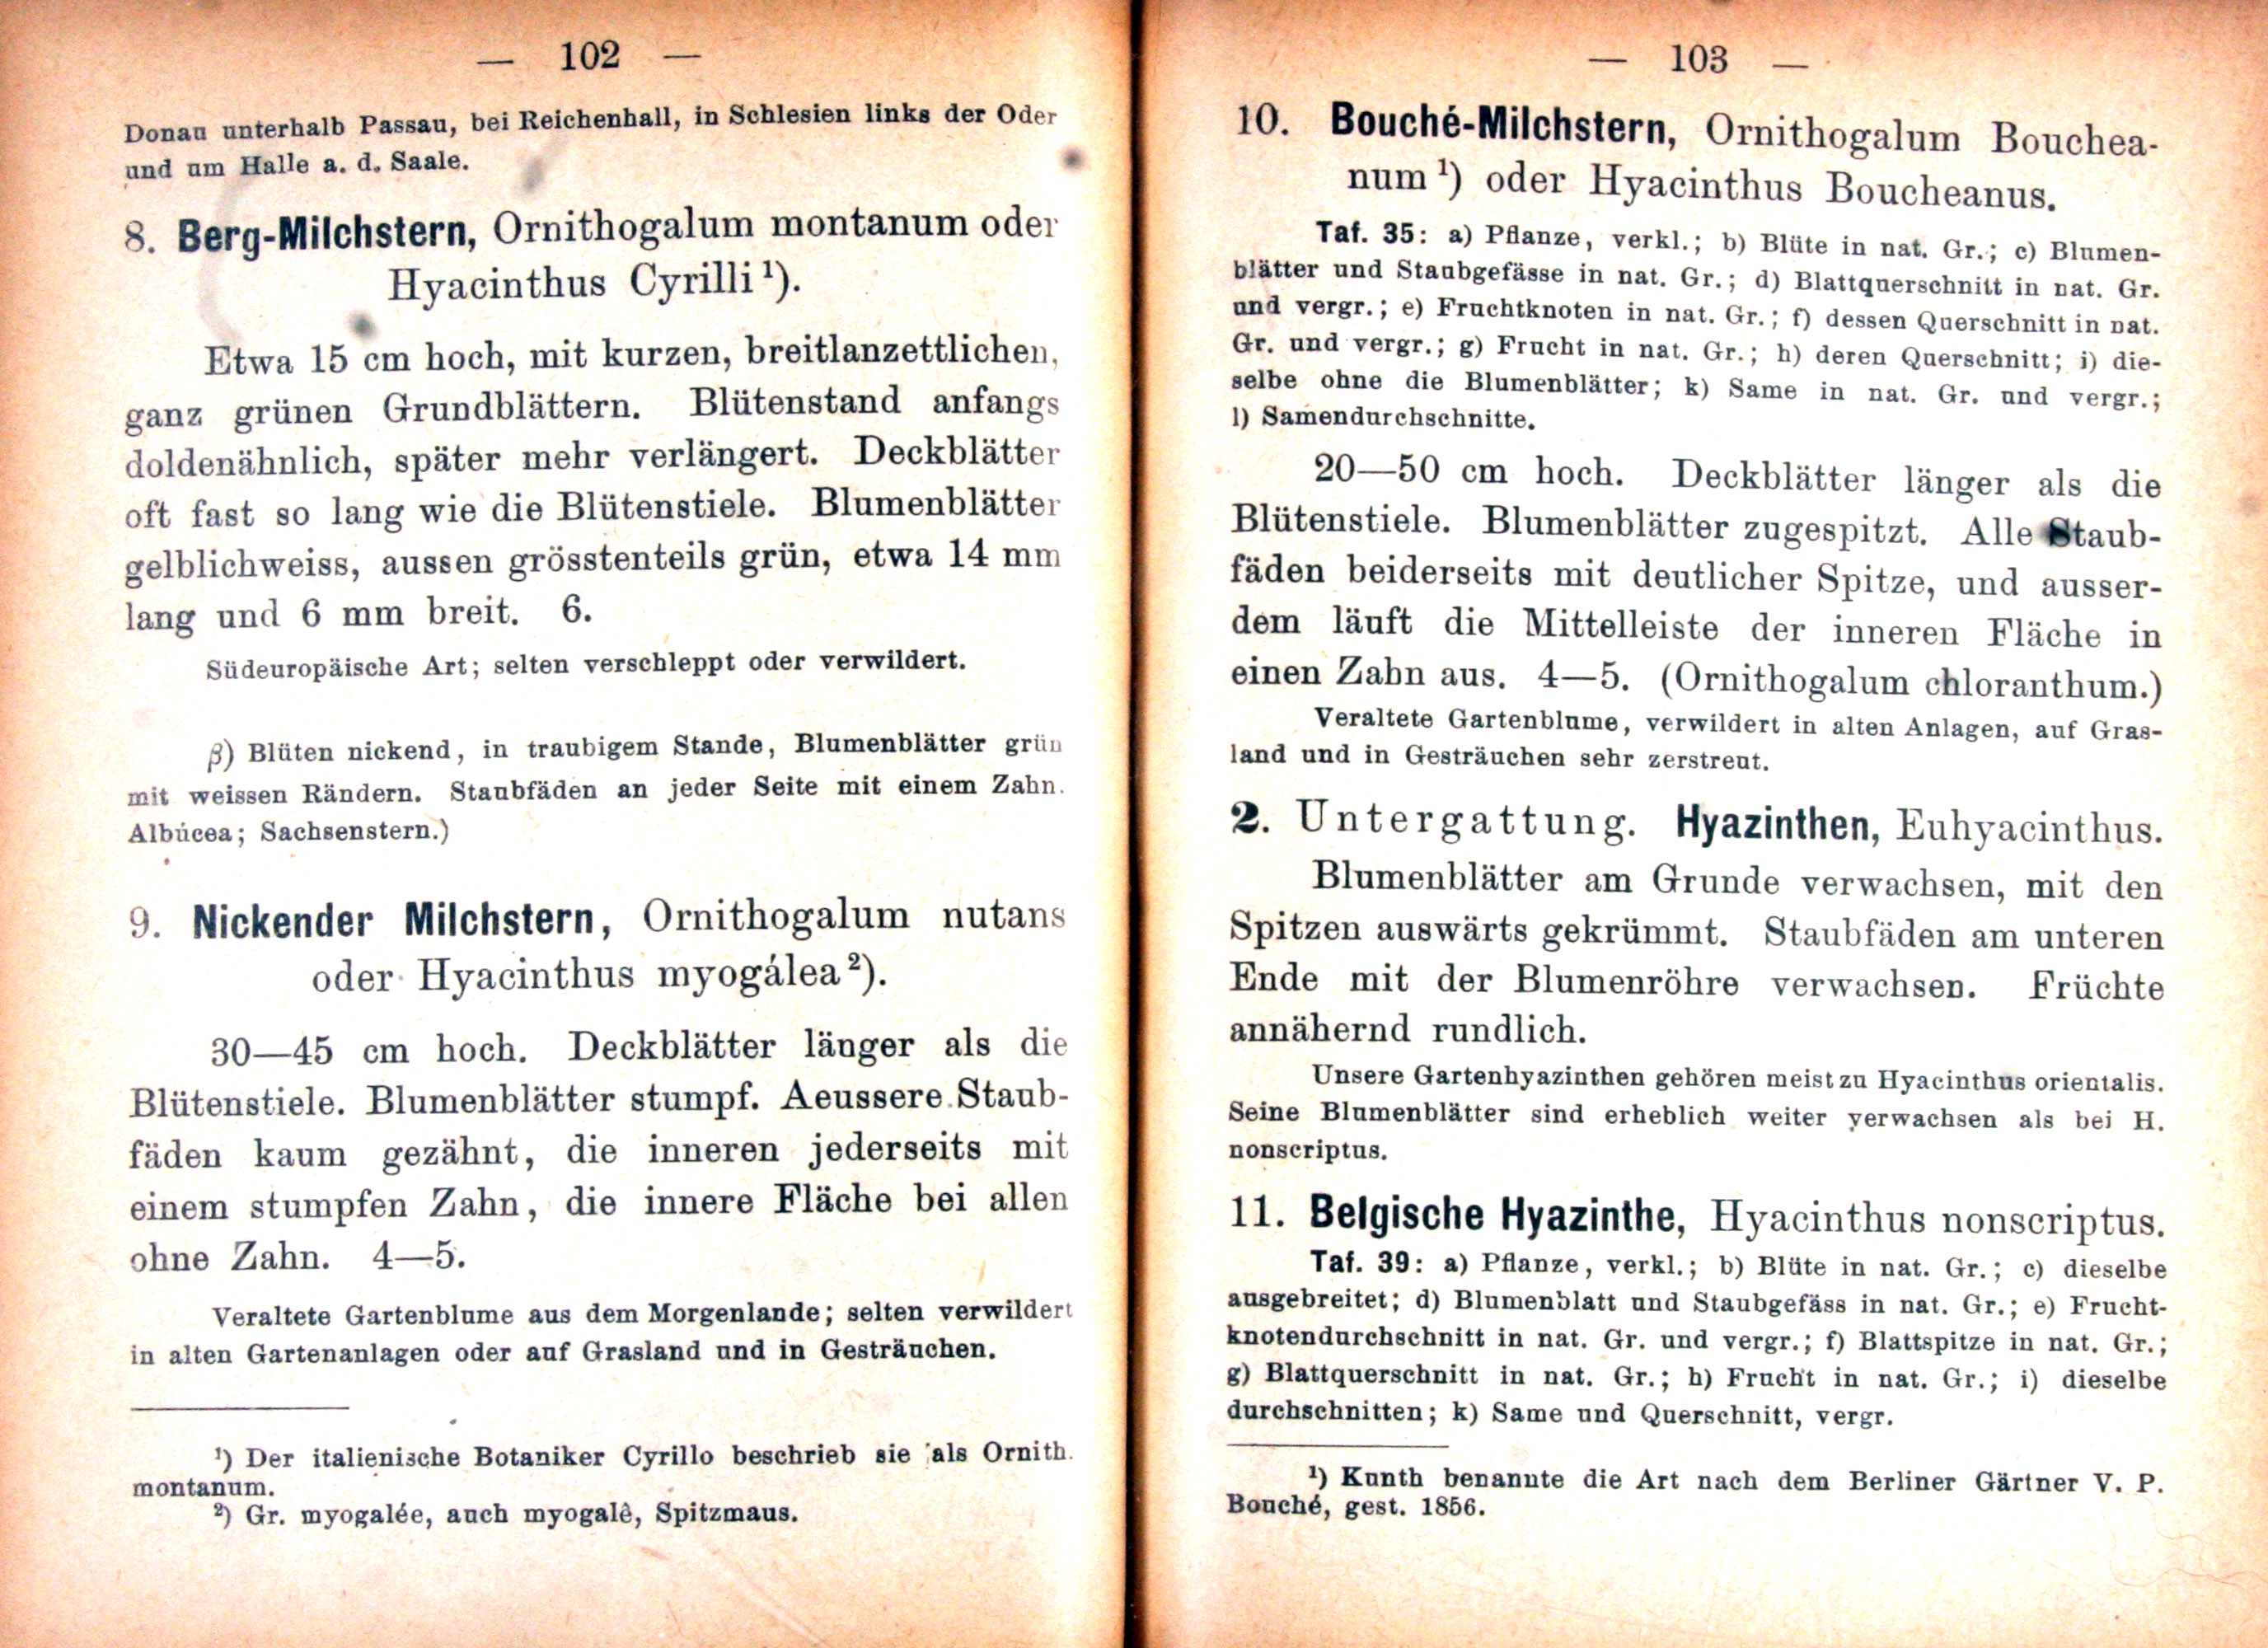 — 102 —
Donau unterhalb Passau, bei Reichenhall, in Schlesien links der Oder
und um Halle a. d. Saale.
8. Berg-Milchstern, Ornithogalum montanum oder
Hyacinthus Cyrilli ¹).
Etwa 15 cm hoch, mit kurzen, breitlanzettlichen,
ganz grünen Grundblättern. Blütenstand anfangs
doldenähnlich, später mehr verlängert. Deckblätter
oft fast so lang wie die Blütenstiele. Blumenblätter
gelblichweiss, aussen grösstenteils grün, etwa 14 mm
lang und 6 mm breit. 6.
Südeuropäische Art; selten verschleppt oder verwildert.
β) Blüten nickend, in traubigem Stande, Blumenblätter grün
mit weissen Rändern. Staubfäden an jeder Seite mit einem Zahn.
Albúcea; Sachsenstern.)
9. Nickender Milchstern, Ornithogalum nutans
oder Hyacinthus myogálea ²).
30—45 cm hoch. Deckblätter länger als die
Blütenstiele. Blumenblätter stumpf. Aeussere Staub-
fäden kaum gezähnt, die inneren jederseits mit
einem stumpfen Zahn, die innere Fläche bei allen
ohne Zahn. 4—5.
Veraltete Gartenblume aus dem Morgenlande; selten verwildert
in alten Gartenanlagen oder auf Grasland und in Gesträuchen.
¹) Der italienische Botaniker Cyrillo beschrieb sie als Ornith.
montanum.
²) Gr. myogalée, auch myogalê, Spitzmaus.
— 103 —
10. Bouché-Milchstern, Ornithogalum Bouchea-
num ¹) oder Hyacinthus Boucheanus.
Taf. 35: a) Pflanze, verkl.; b) Blüte in nat. Gr.; c) Blumen-
blätter und Staubgefässe in nat. Gr.; d) Blattquerschnitt in nat. Gr.
und vergr.; e) Fruchtknoten in nat. Gr.; f) dessen Querschnitt in nat.
Gr. und vergr.; g) Frucht in nat. Gr.; h) deren Querschnitt; i) die-
selbe ohne die Blumenblätter; k) Same in nat. Gr. und vergr.;
l) Samendurchschnitte.
20—50 cm hoch. Deckblätter länger als die
Blütenstiele. Blumenblätter zugespitzt. Alle Staub-
fäden beiderseits mit deutlicher Spitze, und ausser-
dem läuft die Mittelleiste der inneren Fläche in
einen Zahn aus. 4—5. (Ornithogalum chloranthum.)
Veraltete Gartenblume, verwildert in alten Anlagen, auf Gras-
land und in Gesträuchen sehr zerstreut.
2. Untergattung. Hyazinthen, Euhyacinthus.
Blumenblätter am Grunde verwachsen, mit den
Spitzen auswärts gekrümmt. Staubfäden am unteren
Ende mit der Blumenröhre verwachsen. Früchte
annähernd rundlich.
Unsere Gartenhyazinthen gehören meist zu Hyacinthus orientalis.
Seine Blumenblätter sind erheblich weiter verwachsen als bei H.
nonscriptus.
11. Belgische Hyazinthe, Hyacinthus nonscriptus.
Taf. 39: a) Pflanze, verkl.; b) Blüte in nat. Gr.; c) dieselbe
ausgebreitet; d) Blumenblatt und Staubgefäss in nat. Gr.; e) Frucht-
knotendurchschnitt in nat. Gr. und vergr.; f) Blattspitze in nat. Gr.;
g) Blattquerschnitt in nat. Gr.; h) Frucht in nat. Gr.; i) dieselbe
durchschnitten; k) Same und Querschnitt, vergr.
¹) Kunth benannte die Art nach dem Berliner Gärtner V. P.
Bouché, gest. 1856.